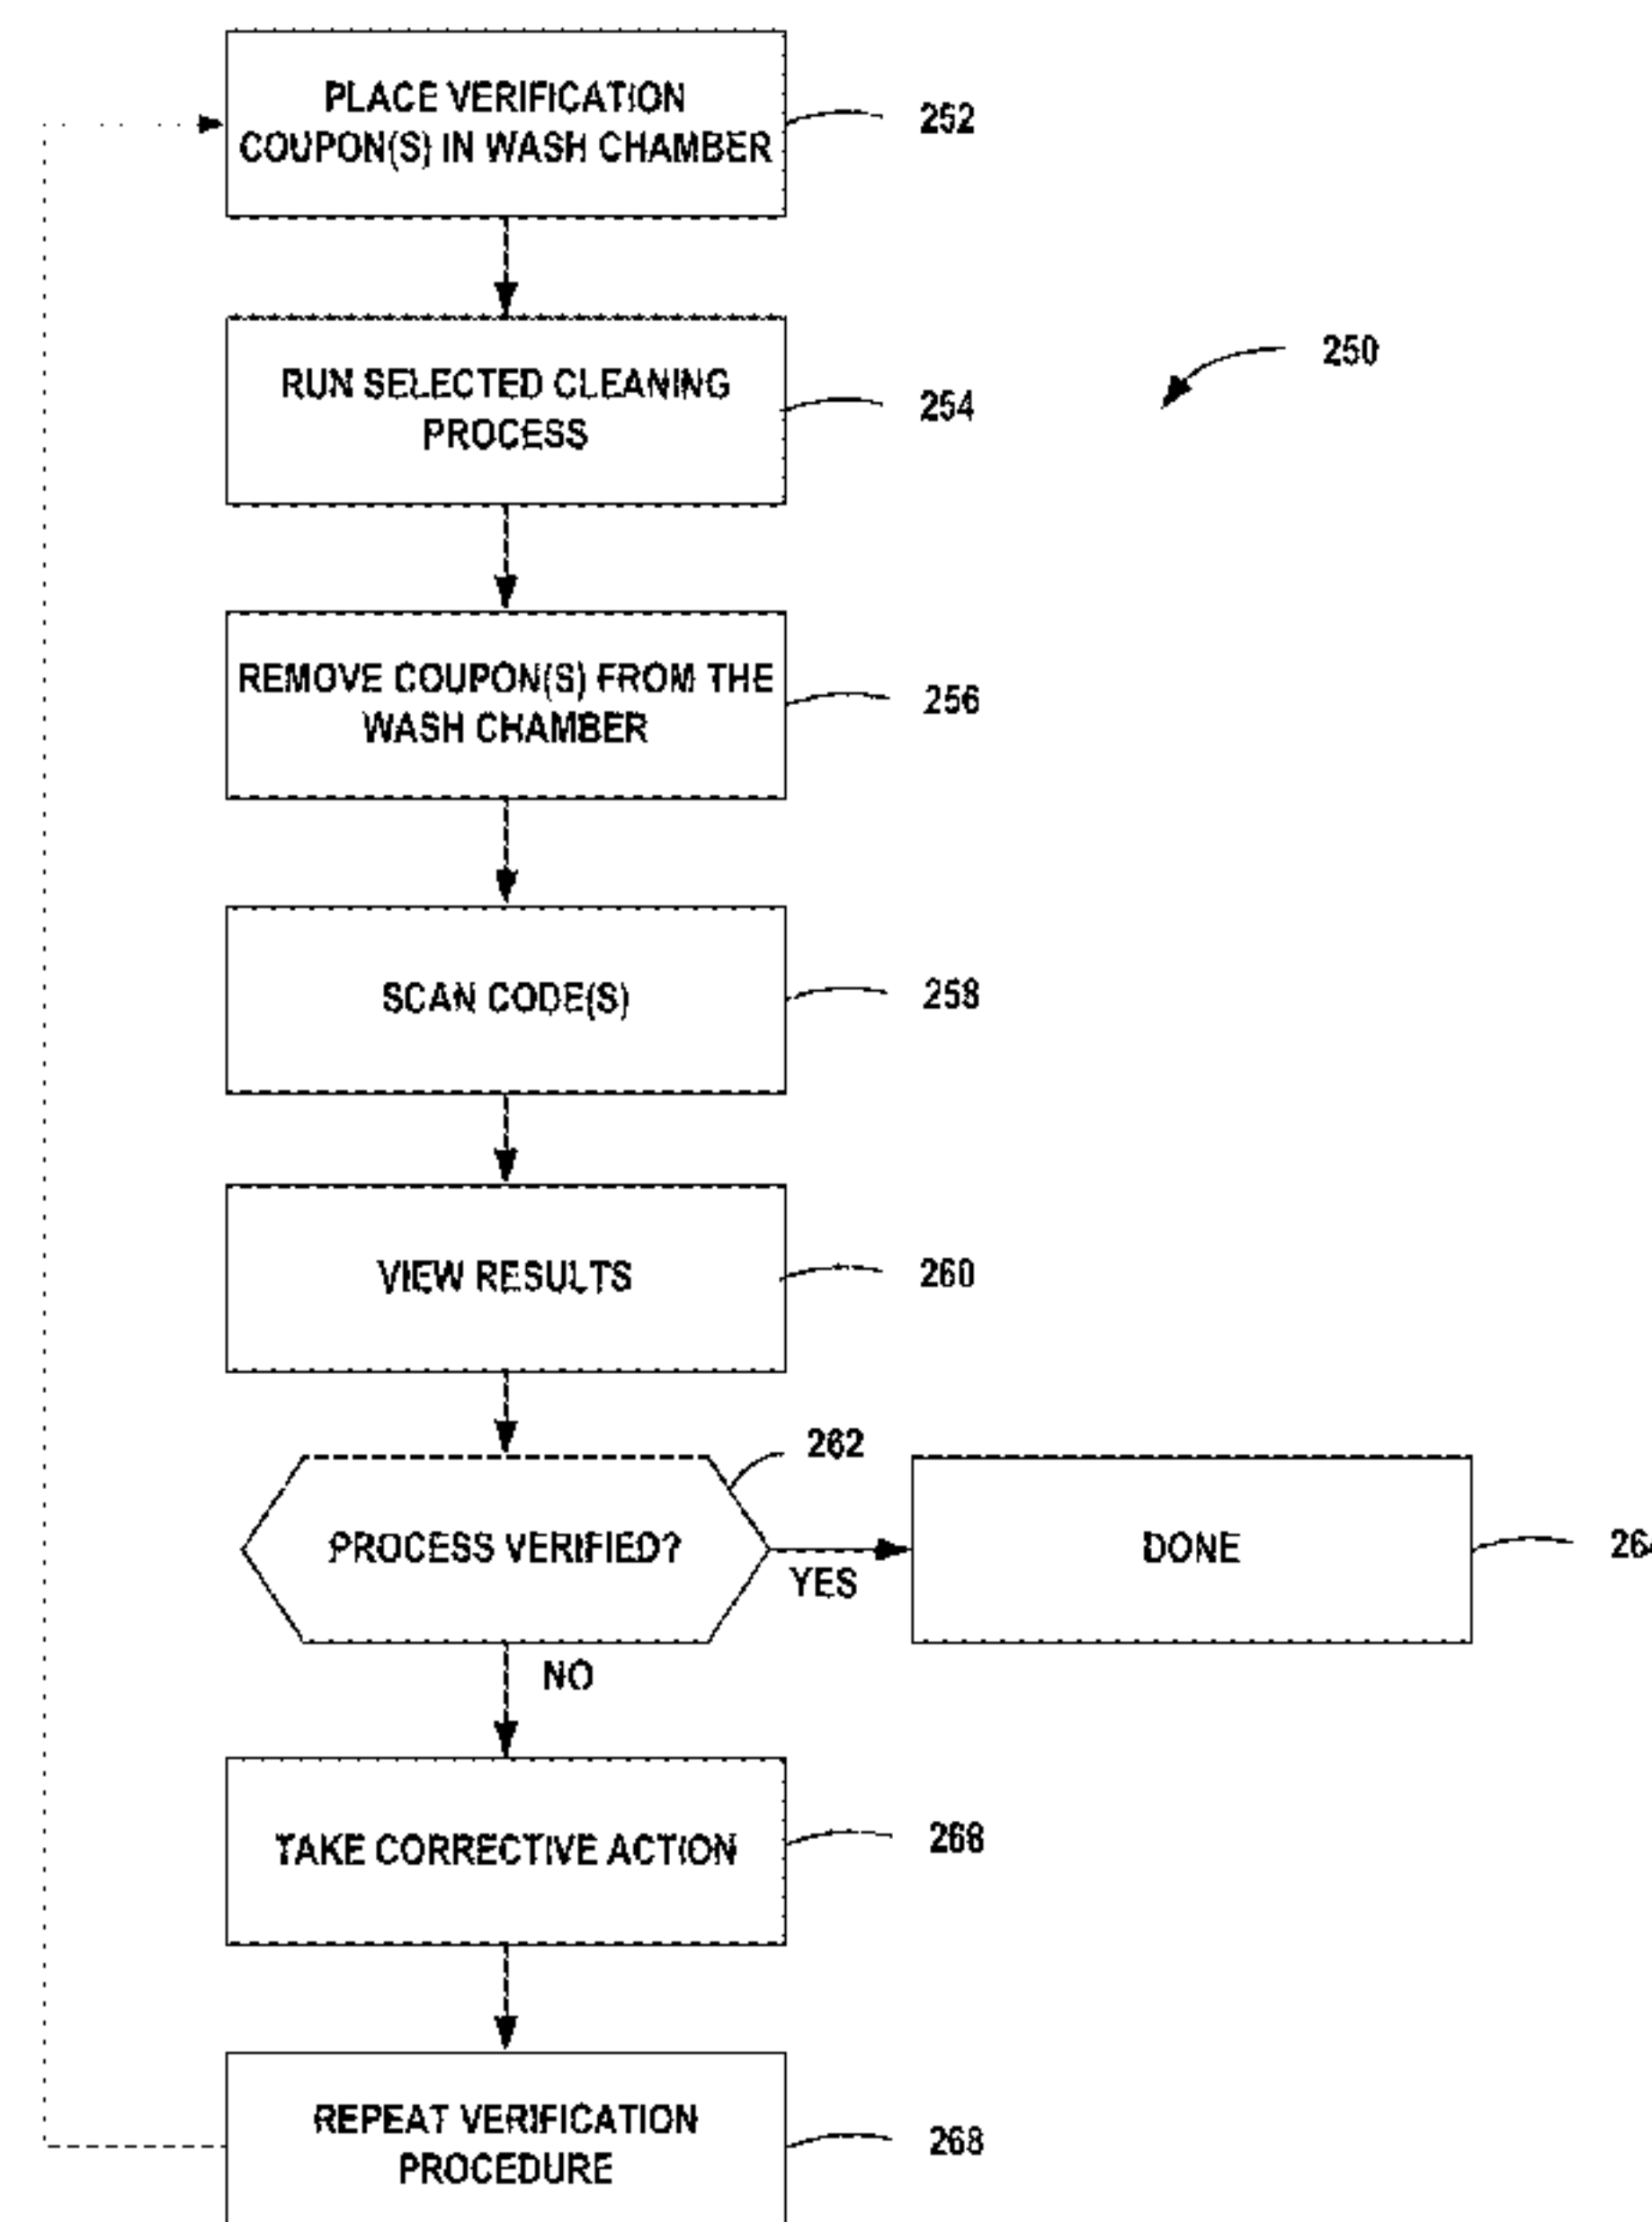 PLACE VERIFICATION
COUPON(S) IN WASH CHAMBER
252
RUN SELECTED CLEANING
PROCESS
254
250
REMOVE COUPON(S) FROM THE
WASH CHAMBER
256
SCAN CODE(S)
258
VIEW RESULTS
260
262
PROCESS VERIFIED?
YES
DONE
264
NO
TAKE CORRECTIVE ACTION
266
REPEAT VERIFICATION
PROCEDURE
268